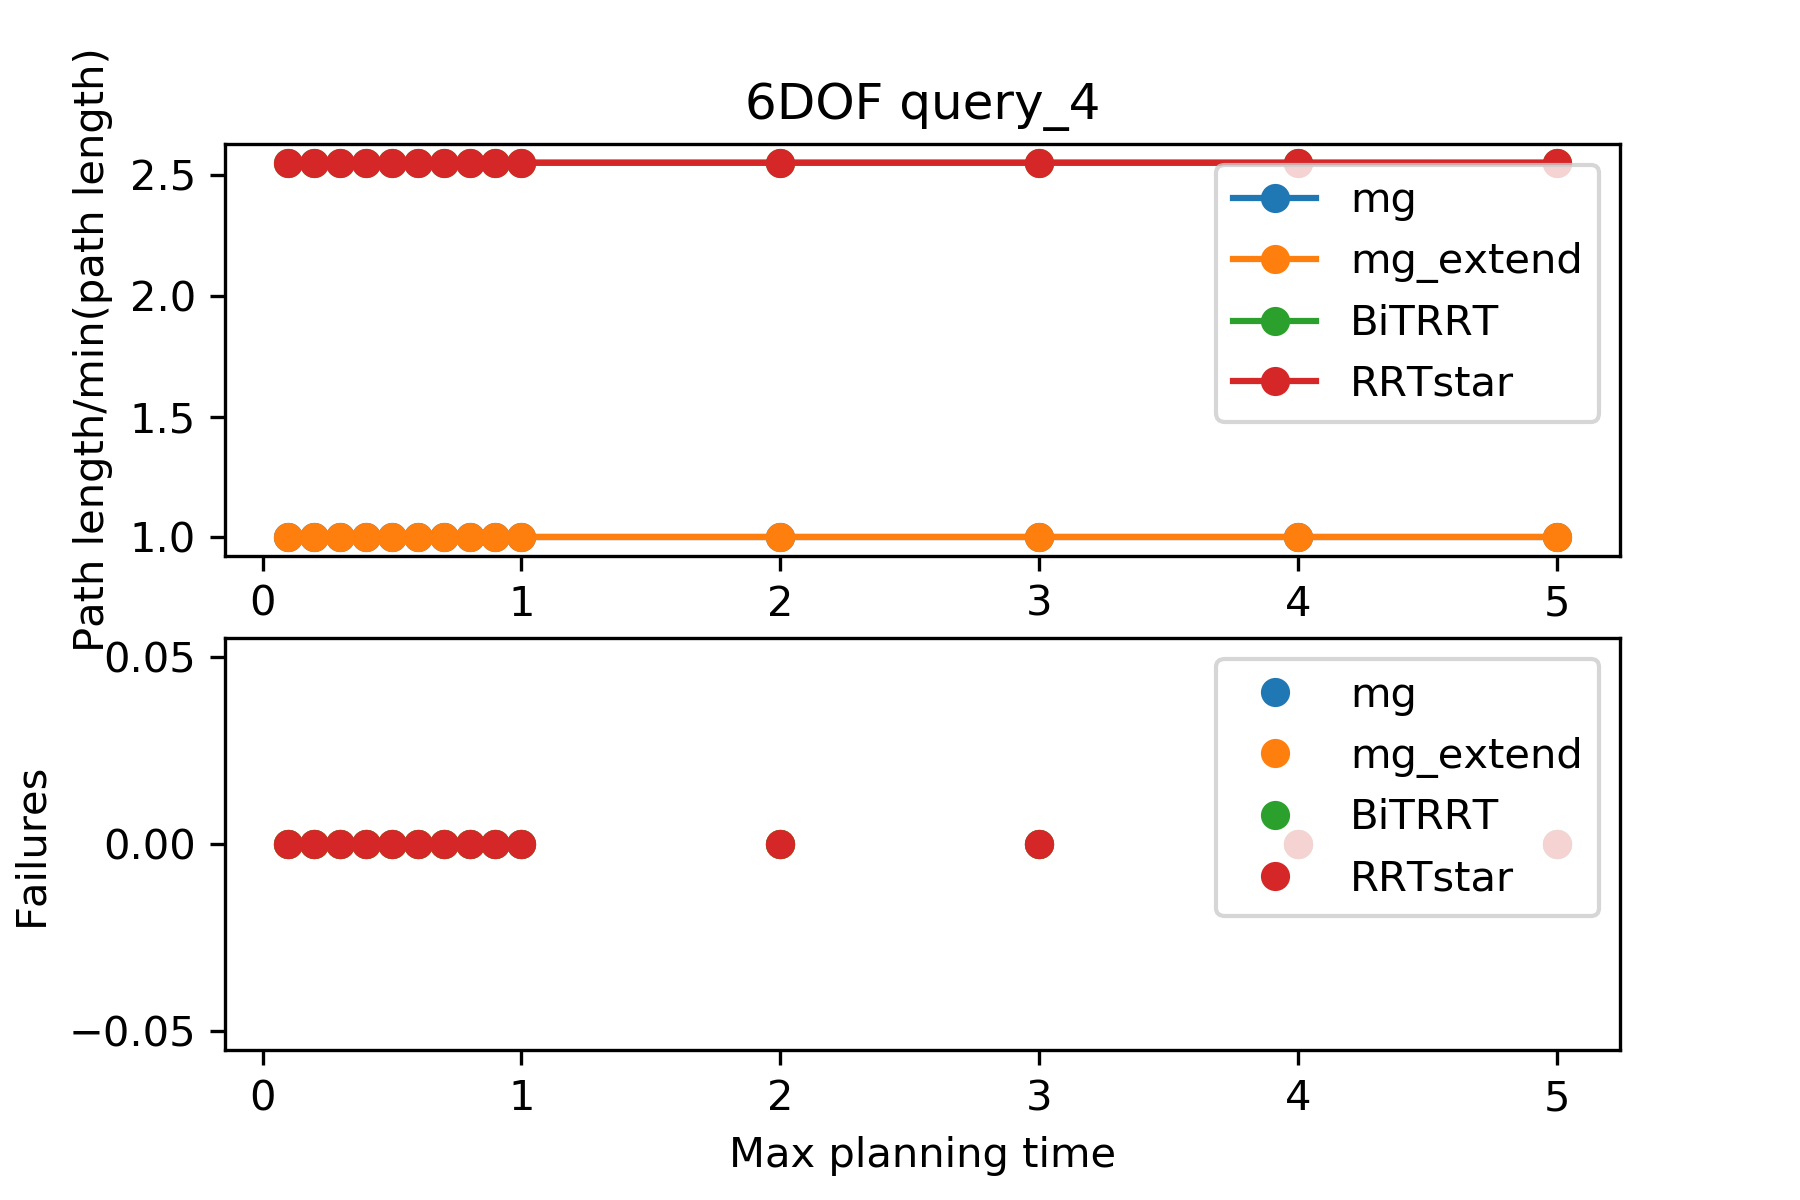 6DOF query_4
Path length/min(path length)
2.5
2.0
1.5
1.0
mg
mg_extend
BiTRRT
RRTstar
0 1 2 3 4 5
Failures
0.05
0.00
−0.05
mg
mg_extend
BiTRRT
RRTstar
0 1 2 3 4 5
Max planning time